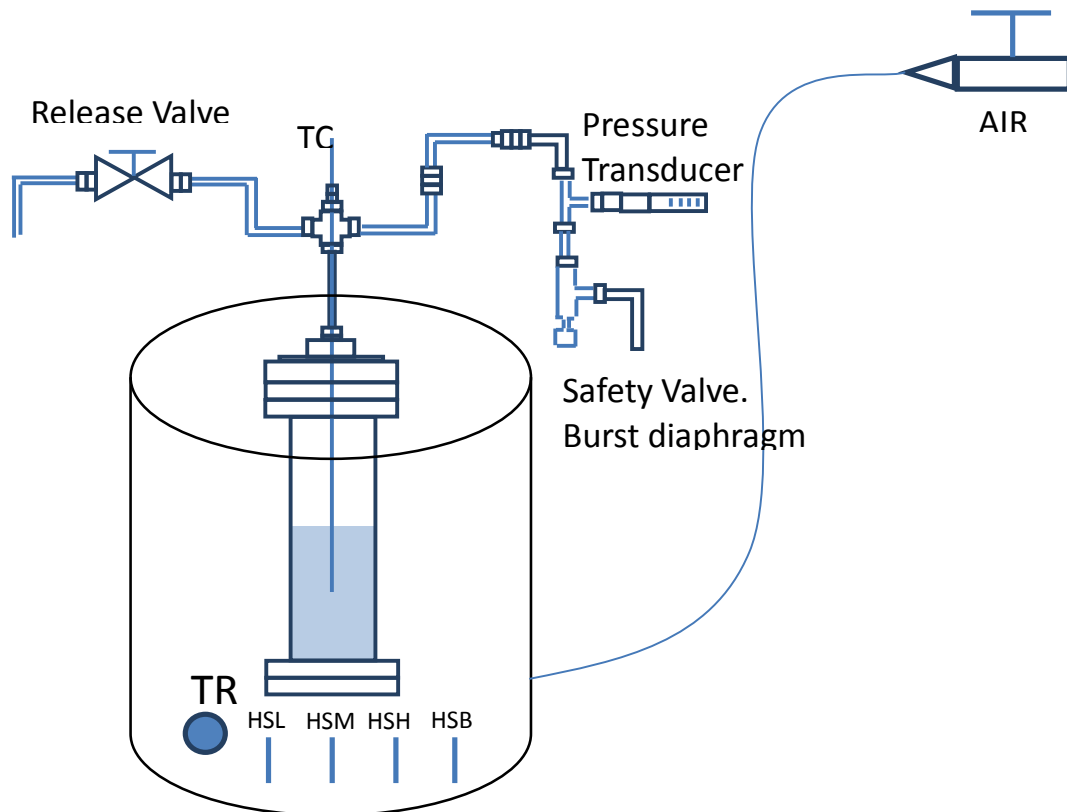 Release Valve
TC
Pressure
Transducer
AIR
Safety Valve.
Burst diaphragm
TR
HSL
HSM
HSH
HSB